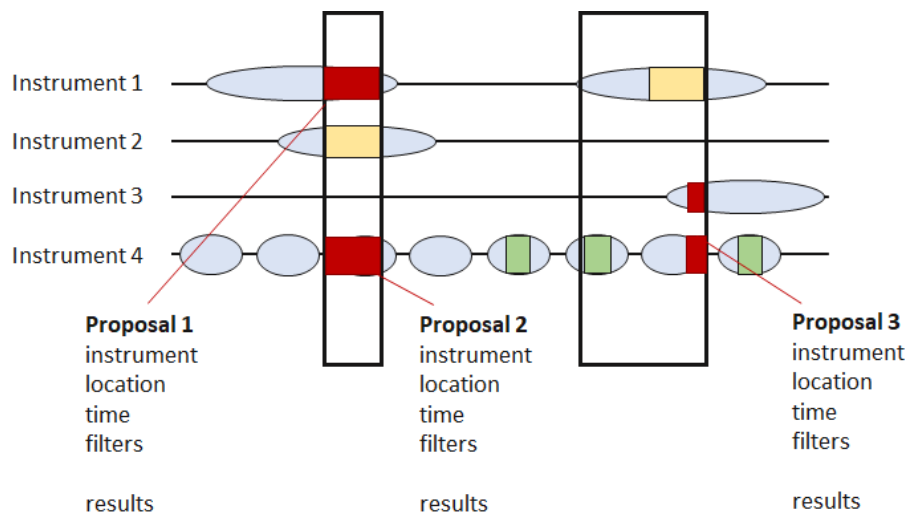 Instrument 1
Instrument 2
Instrument 3
Instrument 4
Proposal 1
instrument
location
time
filters
results
Proposal 2
instrument
location
time
filters
results
Proposal 3
instrument
location
time
filters
results